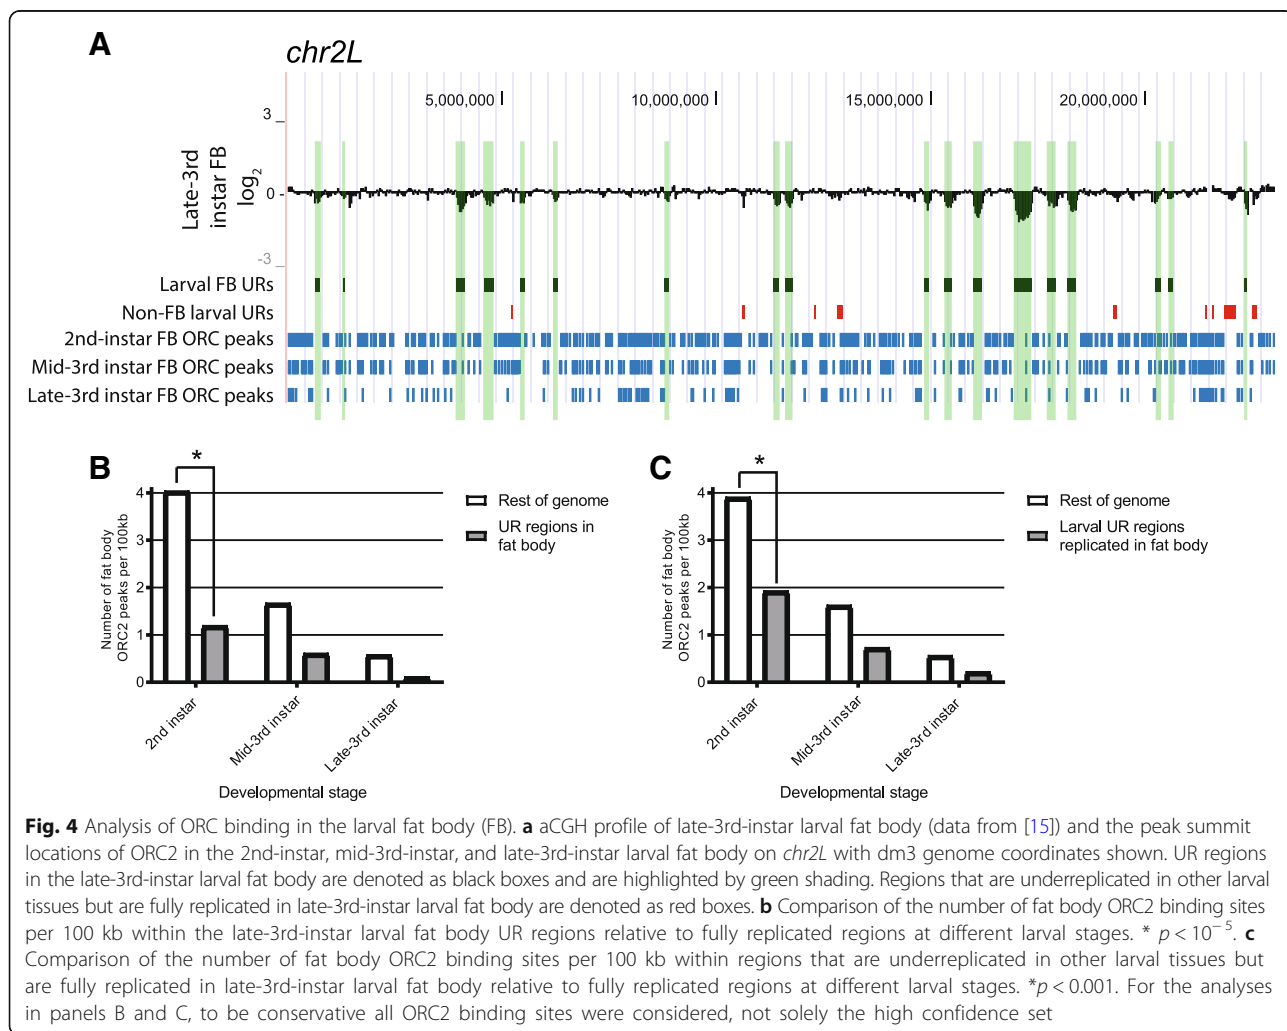 A
chr2L
5,000,000
10,000,000
15,000,000
20,000,000
3
0
-3
Late-3rd
instar FB
log2
Larval FB URs
Non-FB larval URs
2nd-instar FB ORC peaks
Mid-3rd instar FB ORC peaks
Late-3rd instar FB ORC peaks
B
*
4
3
2
1
0
Number of fat body
ORC2 peaks per 100kb
Rest of genome
UR regions in
fat body
2nd instar
Mid-3rd instar
Late-3rd instar
Developmental stage
C
*
4
3
2
1
0
Number of fat body
ORC2 peaks per 100kb
Rest of genome
Larval UR regions
replicated in fat body
2nd instar
Mid-3rd instar
Late-3rd instar
Developmental stage
Fig. 4 Analysis of ORC binding in the larval fat body (FB). a aCGH profile of late-3rd-instar larval fat body (data from [15]) and the peak summit
locations of ORC2 in the 2nd-instar, mid-3rd-instar, and late-3rd-instar larval fat body on chr2L with dm3 genome coordinates shown. UR regions
in the late-3rd-instar larval fat body are denoted as black boxes and are highlighted by green shading. Regions that are underreplicated in other larval
tissues but are fully replicated in late-3rd-instar larval fat body are denoted as red boxes. b Comparison of the number of fat body ORC2 binding sites
per 100 kb within the late-3rd-instar larval fat body UR regions relative to fully replicated regions at different larval stages. * p < 10⁻⁵. c
Comparison of the number of fat body ORC2 binding sites per 100 kb within regions that are underreplicated in other larval tissues but
are fully replicated in late-3rd-instar larval fat body relative to fully replicated regions at different larval stages. *p < 0.001. For the analyses
in panels B and C, to be conservative all ORC2 binding sites were considered, not solely the high confidence set